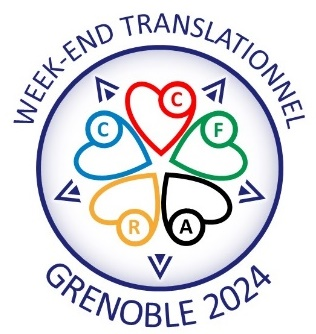 WEEK-END TRANSLATIONNEL
C
C
F
R
A
GRENOBLE 2024